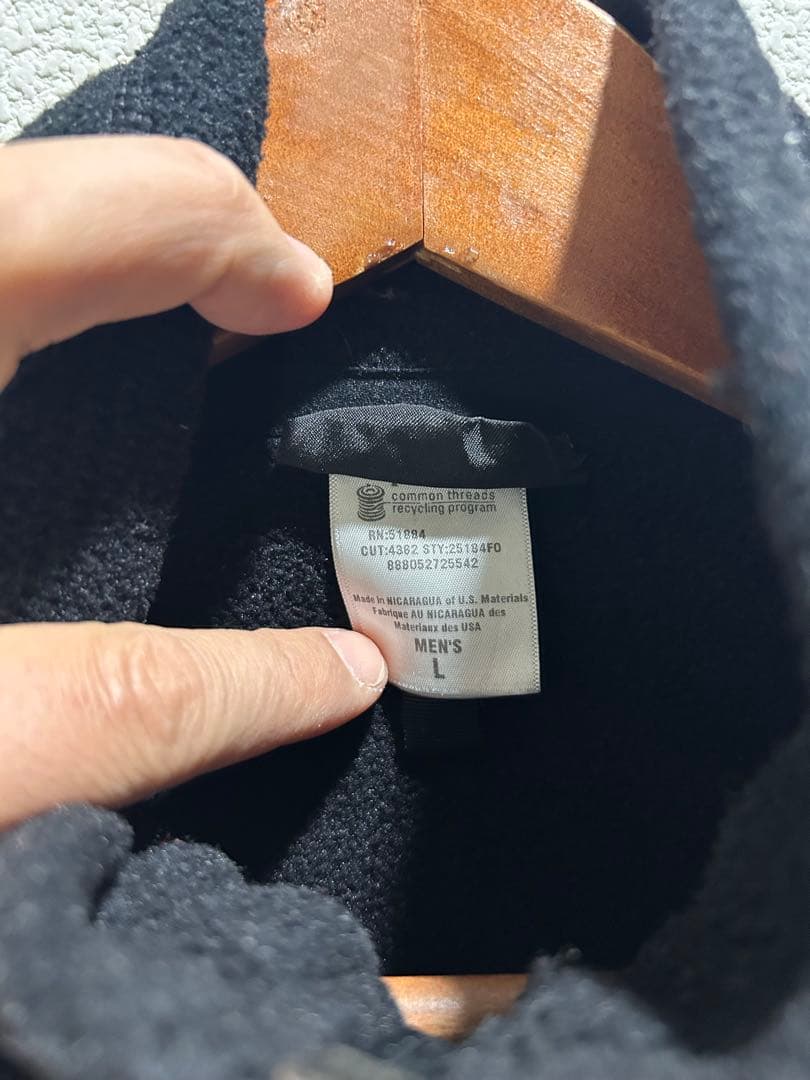 common threads
recycling program
RN:51884
CUT:4382 STY:25184FO
888052725542
Made in NICARAGUA of U.S. Materials
Fabrique AU NICARAGUA des
Materiaux des USA
MEN'S
L